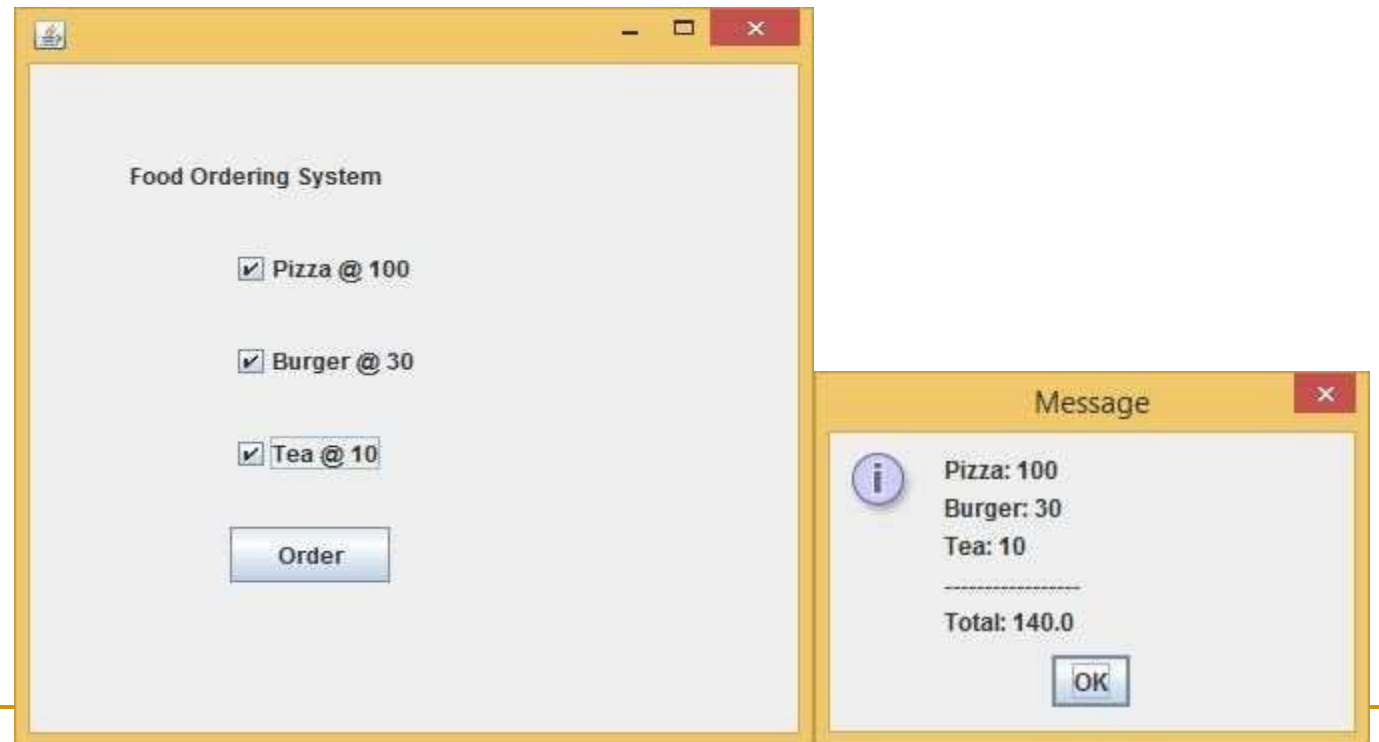 Food Ordering System
Pizza @ 100
Burger @ 30
Tea @ 10
Order
Message
Pizza: 100
Burger: 30
Tea: 10
-----------------
Total: 140.0
OK